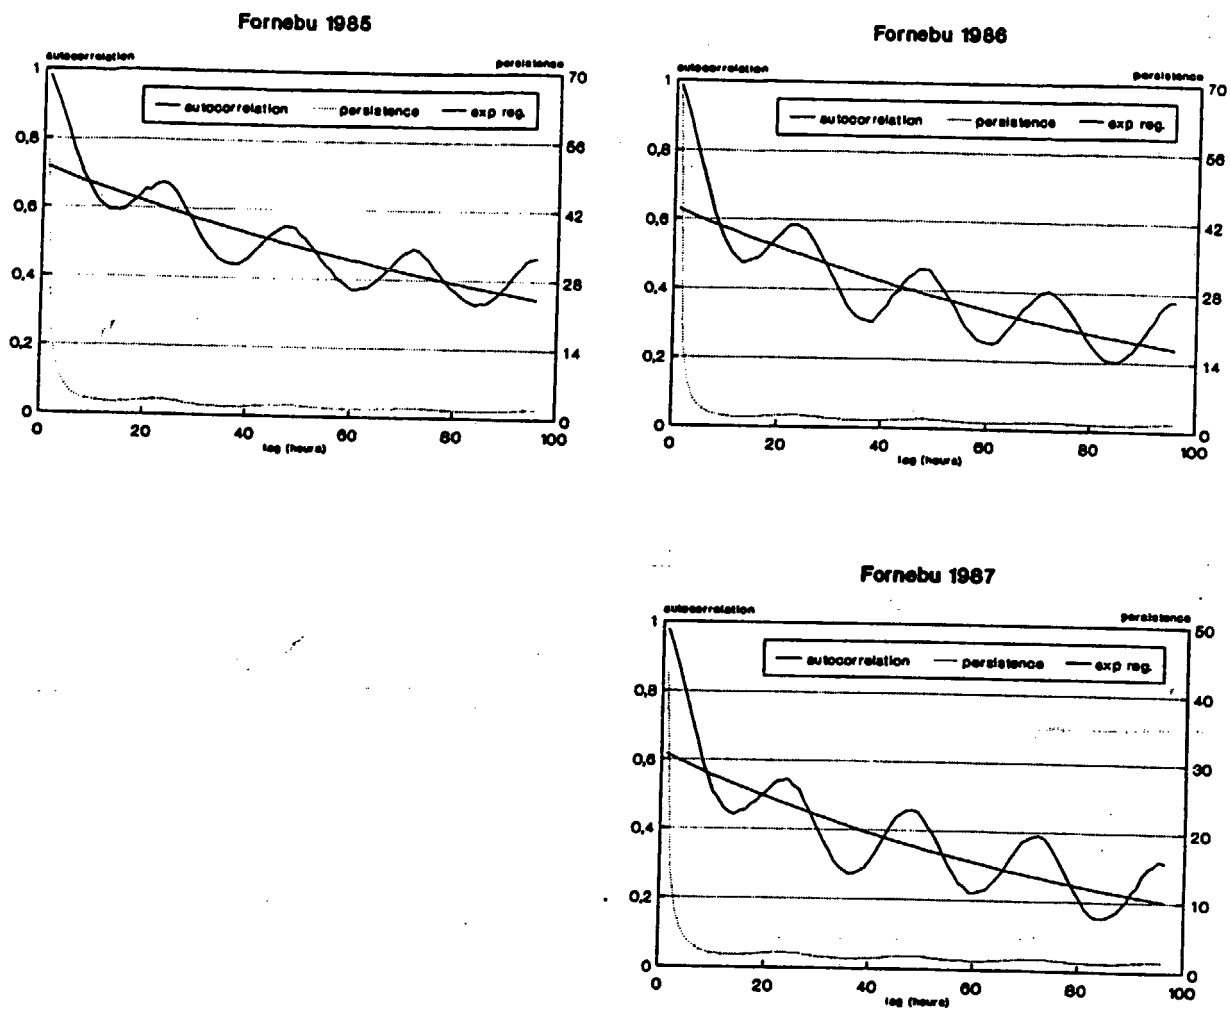 Fornebu 1985
autocorrelation persistence
autocorrelation persistence exp reg.
1 70
0,8 56
0,6 42
0,4 28
0,2 14
0 0
0 20 40 60 80 100
lag (hours)
Fornebu 1986
autocorrelation persistence
autocorrelation persistence exp reg.
1 70
0,8 56
0,6 42
0,4 28
0,2 14
0 0
0 20 40 60 80 100
lag (hours)
Fornebu 1987
autocorrelation persistence
autocorrelation persistence exp reg.
1 50
0,8 40
0,6 30
0,4 20
0,2 10
0 0
0 20 40 60 80 100
lag (hours)